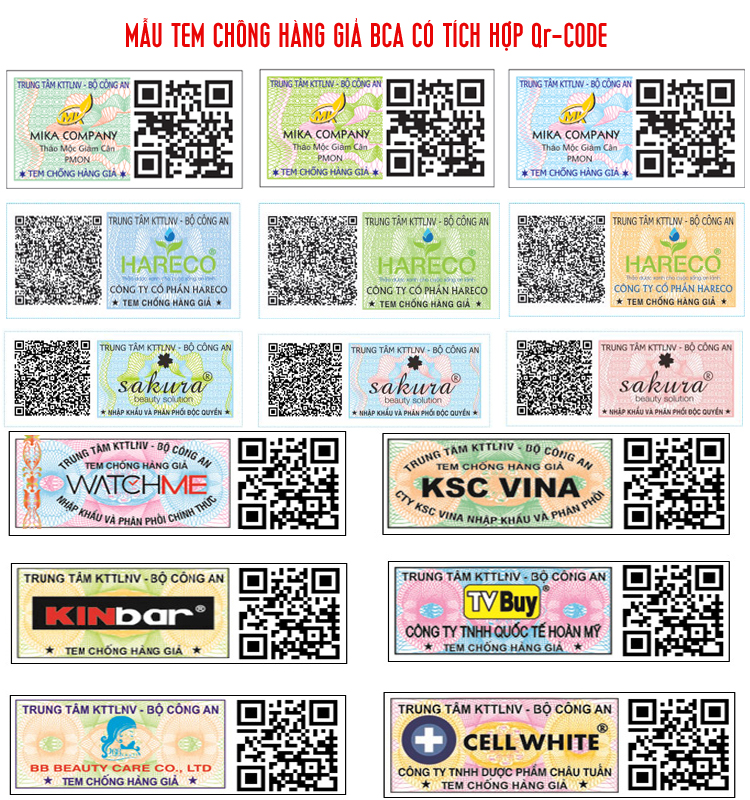 MẪU TEM CHỐNG HÀNG GIẢ BCA CÓ TÍCH HỢP Qr-CODE
TRUNG TÂM KTTLNV - BỘ CÔNG AN
MIKA COMPANY
Thảo Mộc Giảm Cân
PMON
★ TEM CHỐNG HÀNG GIẢ ★
TRUNG TÂM KTTLNV - BỘ CÔNG AN
MIKA COMPANY
Thảo Mộc Giảm Cân
PMON
★ TEM CHỐNG HÀNG GIẢ ★
TRUNG TÂM KTTLNV - BỘ CÔNG AN
MIKA COMPANY
Thảo Mộc Giảm Cân
PMON
★ TEM CHỐNG HÀNG GIẢ ★
TRUNG TÂM KTTLNV - BỘ CÔNG AN
HARECO®
CÔNG TY CỔ PHẦN HARECO
★ TEM CHỐNG HÀNG GIẢ ★
TRUNG TÂM KTTLNV - BỘ CÔNG AN
HARECO®
CÔNG TY CỔ PHẦN HARECO
★ TEM CHỐNG HÀNG GIẢ ★
TRUNG TÂM KTTLNV - BỘ CÔNG AN
HARECO®
CÔNG TY CỔ PHẦN HARECO
★ TEM CHỐNG HÀNG GIẢ ★
TRUNG TÂM KTTLNV - BỘ CÔNG AN
sakura®
beauty solution
★ NHẬP KHẨU VÀ PHÂN PHỐI ĐỘC QUYỀN ★
TRUNG TÂM KTTLNV - BỘ CÔNG AN
sakura®
beauty solution
★ NHẬP KHẨU VÀ PHÂN PHỐI ĐỘC QUYỀN ★
TRUNG TÂM KTTLNV - BỘ CÔNG AN
sakura®
beauty solution
★ NHẬP KHẨU VÀ PHÂN PHỐI ĐỘC QUYỀN ★
TRUNG TÂM KTTLNV - BỘ CÔNG AN
TEM CHỐNG HÀNG GIẢ
WATCHME
NHẬP KHẨU VÀ PHÂN PHỐI CHÍNH THỨC
TRUNG TÂM KTTLNV - BỘ CÔNG AN
TEM CHỐNG HÀNG GIẢ
KSC VINA
CTY KSC VINA NHẬP KHẨU VÀ PHÂN PHỐI
TRUNG TÂM KTTLNV - BỘ CÔNG AN
KINbar®
★ TEM CHỐNG HÀNG GIẢ ★
TRUNG TÂM KTTLNV - BỘ CÔNG AN
TV Buy®
CÔNG TY TNHH QUỐC TẾ HOÀN MỸ
★ TEM CHỐNG HÀNG GIẢ ★
TRUNG TÂM KTTLNV - BỘ CÔNG AN
BB BEAUTY CARE CO., LTD
★ TEM CHỐNG HÀNG GIẢ ★
TRUNG TÂM KTTLNV - BỘ CÔNG AN
CELLWHITE®
CÔNG TY TNHH DƯỢC PHẨM CHÂU TUẤN
★ TEM CHỐNG HÀNG GIẢ ★